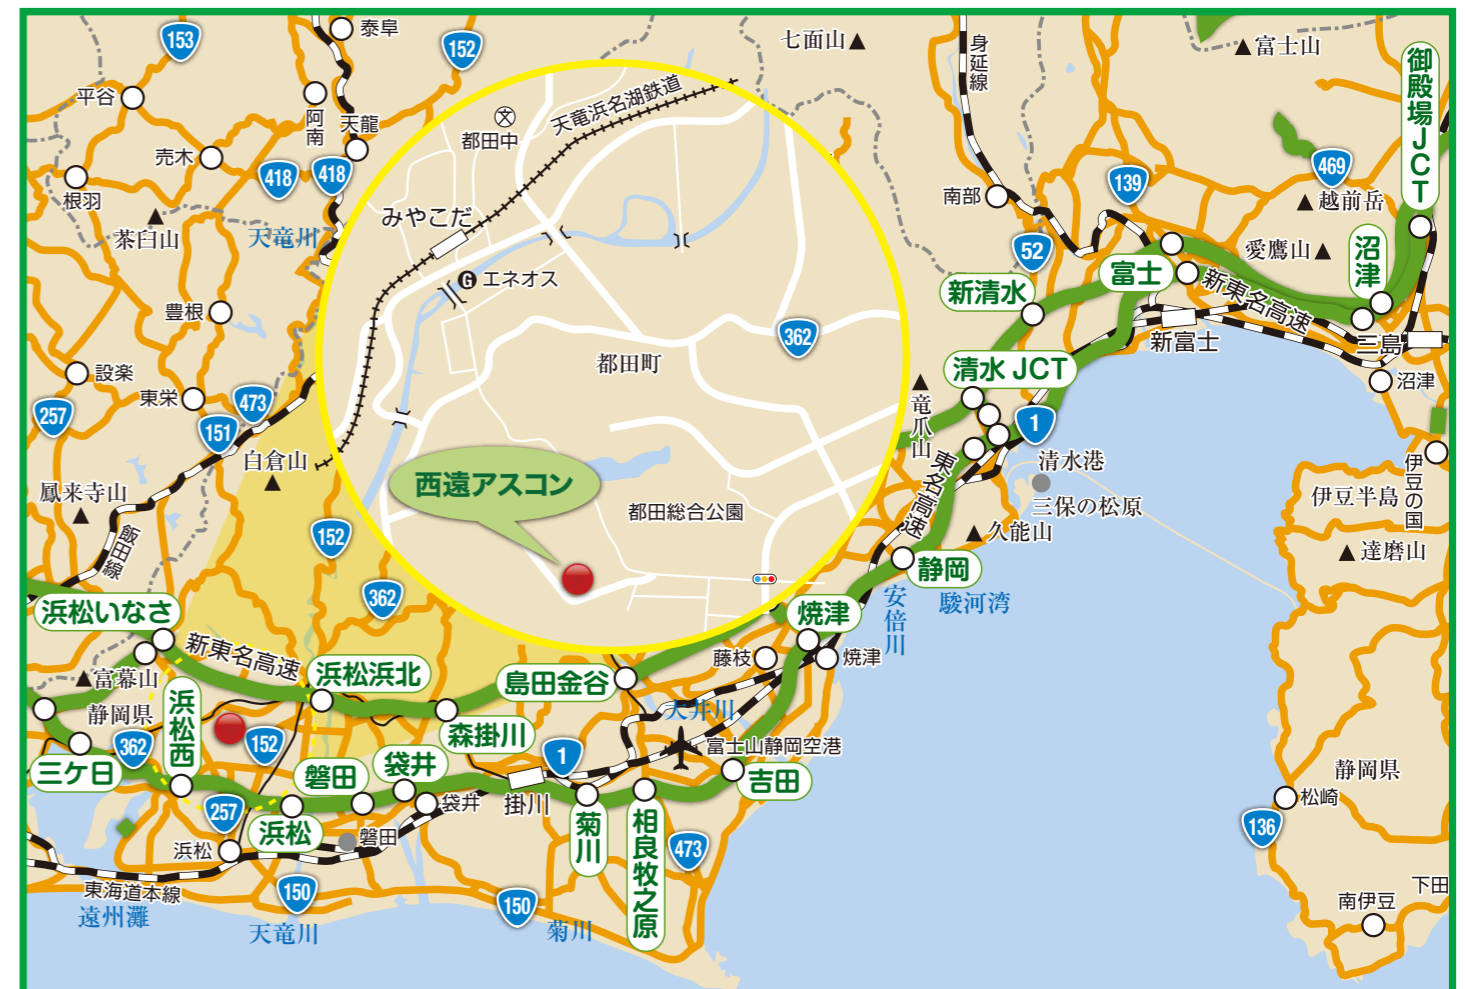 153
泰阜
152
七面山
身延線
富士山
御殿場JCT
平谷
阿南
天龍
天竜浜名湖鉄道
都田中
文
売木
418
418
根羽
茶臼山
天竜川
みやこだ
南部
139
469
越前岳
52
愛鷹山
沼津
富士
新東名高速
新清水
G エネオス
豊根
362
都田町
新富士
三島
沼津
設楽
東栄
473
257
151
白倉山
清水 JCT
竜爪山
1
清水港
三保の松原
東名高速
久能山
伊豆の国
伊豆半島
達磨山
鳳来寺山
飯田線
西遠アスコン
都田総合公園
152
362
静岡
安倍川
駿河湾
焼津
焼津
藤枝
浜松いなさ
新東名高速
富幕山
浜松浜北
島田金谷
静岡県
浜松西
362
152
森掛川
大井川
富士山静岡空港
三ケ日
磐田
袋井
1
吉田
静岡県
257
浜松
袋井
掛川
菊川
相良牧之原
473
松崎
136
浜松
磐田
東海道本線
150
遠州灘
天竜川
150
菊川
南伊豆
下田